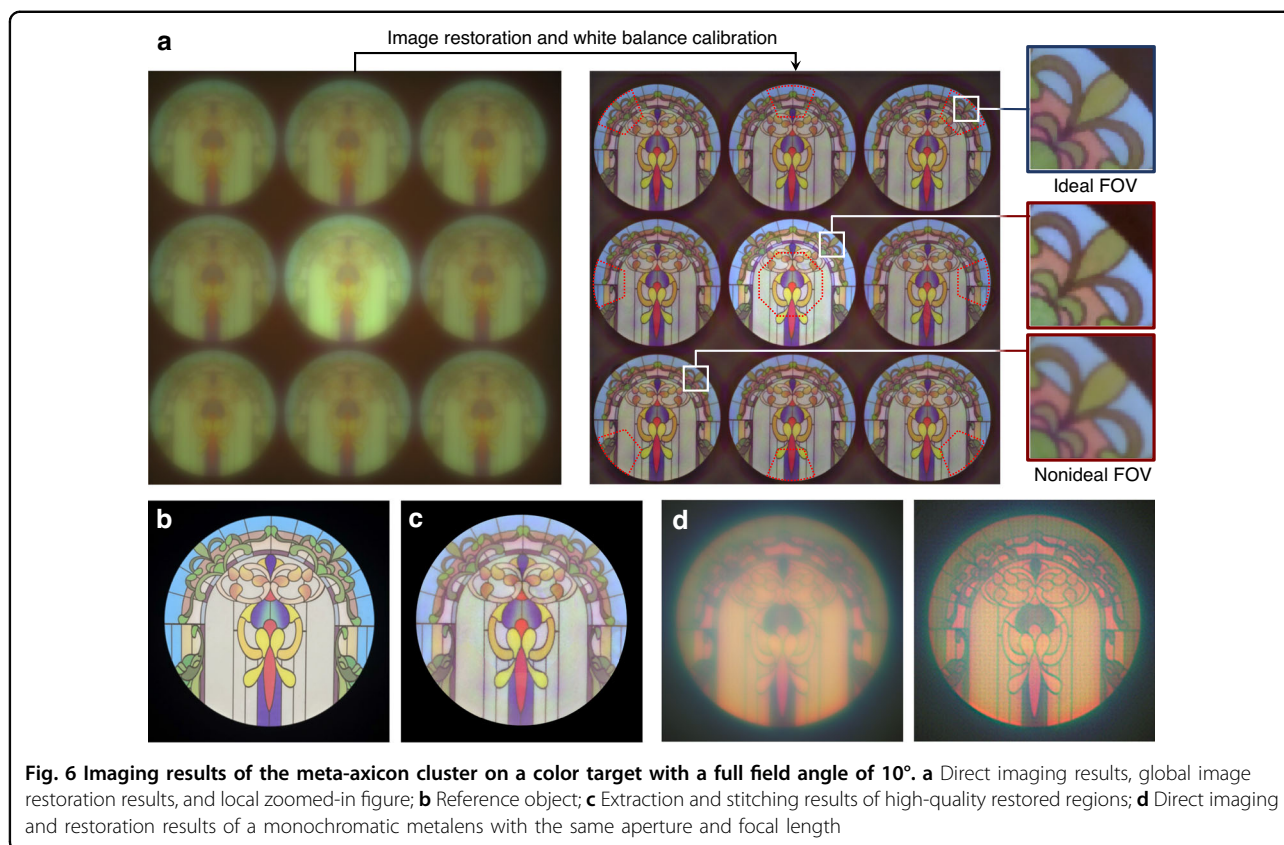 a
Image restoration and white balance calibration
Ideal FOV
Nonideal FOV
b
c
d
Fig. 6 Imaging results of the meta-axicon cluster on a color target with a full field angle of 10°. a Direct imaging results, global image
restoration results, and local zoomed-in figure; b Reference object; c Extraction and stitching results of high-quality restored regions; d Direct imaging
and restoration results of a monochromatic metalens with the same aperture and focal length